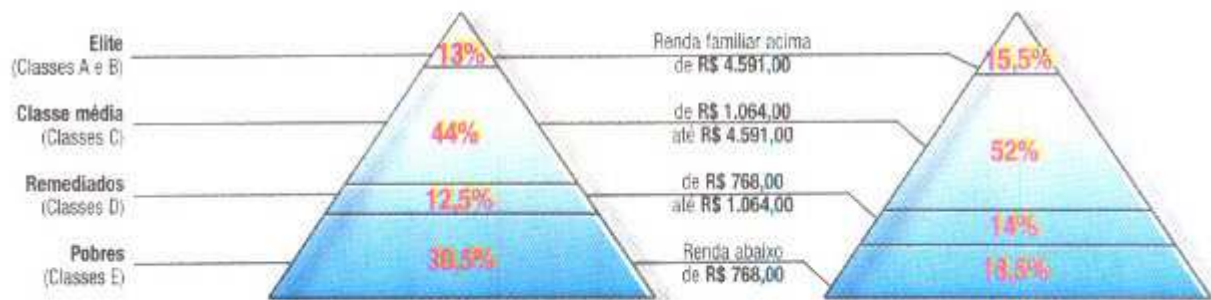 Elite
(Classes A e B)
13%
Renda familiar acima
de R$ 4.591,00
15,5%
Classe média
(Classes C)
44%
de R$ 1.064,00
até R$ 4.591,00
52%
Remediados
(Classes D)
12,5%
de R$ 768,00
até R$ 1.064,00
14%
Pobres
(Classes E)
30,5%
Renda abaixo
de R$ 768,00
18,5%